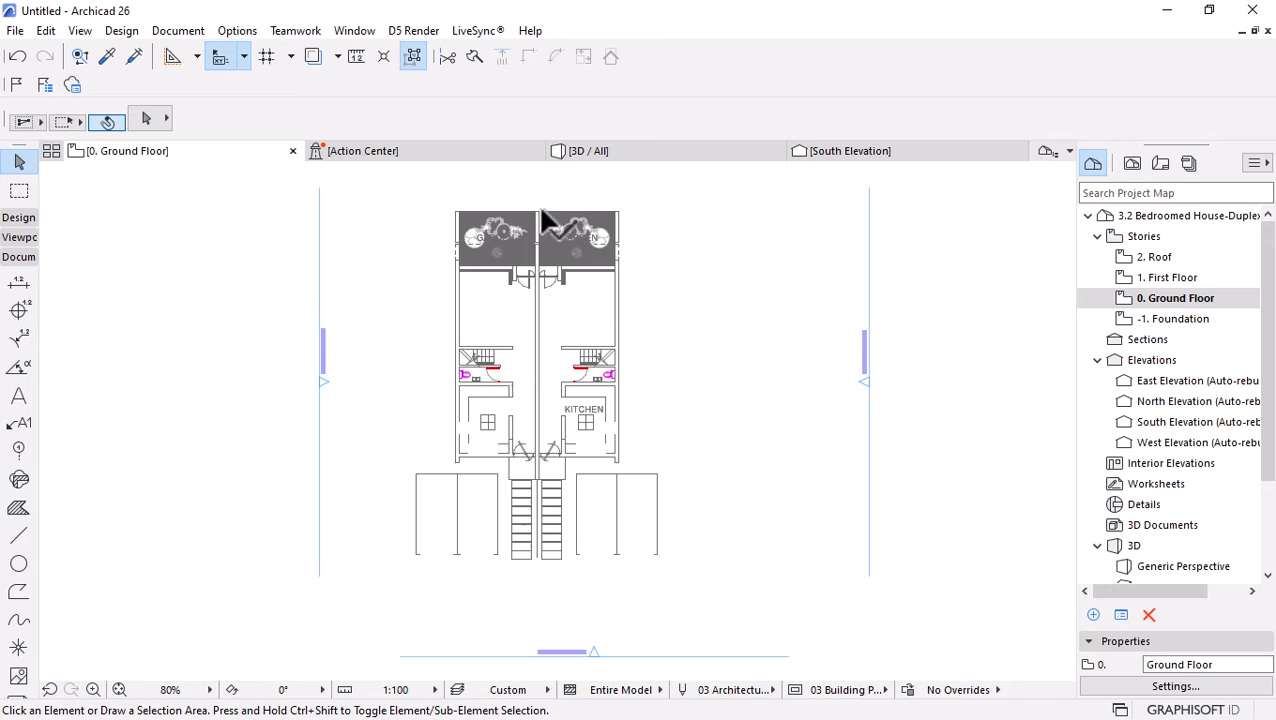 Untitled - Archicad 26
File Edit View Design Document Options Teamwork Window D5 Render LiveSync® Help
[0. Ground Floor] [Action Center] [3D / All] [South Elevation]
Search Project Map
3.2 Bedroomed House-Duplex
Stories
2. Roof
1. First Floor
0. Ground Floor
-1. Foundation
Sections
Elevations
East Elevation (Auto-rebu
North Elevation (Auto-rebu
South Elevation (Auto-rebu
West Elevation (Auto-rebu
Interior Elevations
Worksheets
Details
3D Documents
3D
Generic Perspective
Properties
0. Ground Floor
Settings...
Design
Viewpc
Docum
KITCHEN
80% 0° 1:100 Custom Entire Model 03 Architectu... 03 Building P... No Overrides
Click an Element or Draw a Selection Area. Press and Hold Ctrl+Shift to Toggle Element/Sub-Element Selection.
GRAPHISOFT ID